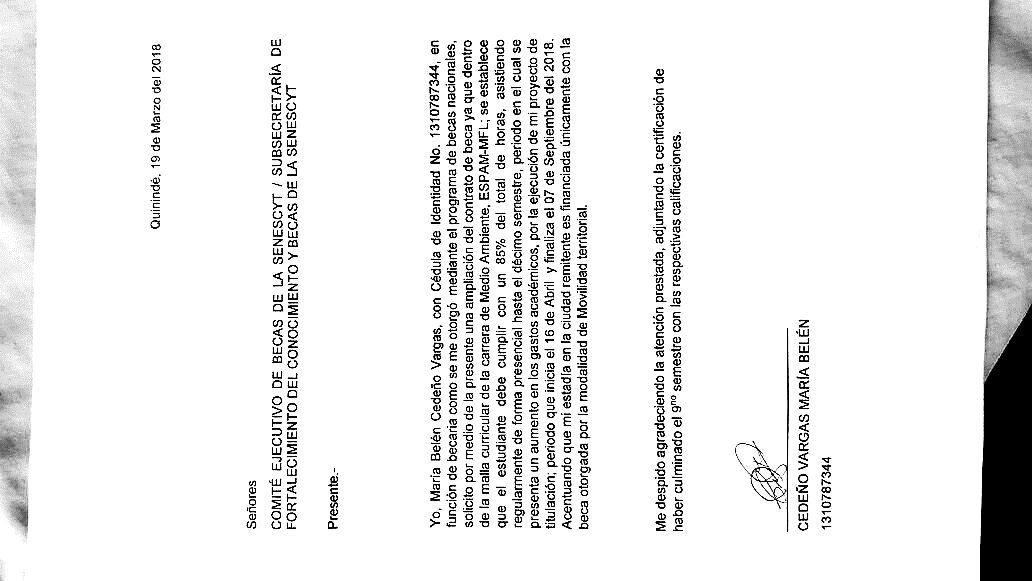 Quinindé, 19 de Marzo del 2018
Señores
COMITÉ EJECUTIVO DE BECAS DE LA SENESCYT / SUBSECRETARÍA DE
FORTALECIMIENTO DEL CONOCIMIENTO Y BECAS DE LA SENESCYT
Presente.-
Yo, María Belén Cedeño Vargas, con Cédula de Identidad No. 1310787344, en
función de becaria como se me otorgó mediante el programa de becas nacionales,
solicito por medio de la presente una ampliación del contrato de beca ya que dentro
de la malla curricular de la carrera de Medio Ambiente, ESPAM-MFL; se establece
que el estudiante debe cumplir con un 85% del total de horas, asistiendo
regularmente de forma presencial hasta el décimo semestre, periodo en el cual se
presenta un aumento en los gastos académicos, por la ejecución de mi proyecto de
titulación; periodo que inicia el 16 de Abril y finaliza el 07 de Septiembre del 2018.
Acentuando que mi estadía en la ciudad remitente es financiada únicamente con la
beca otorgada por la modalidad de Movilidad territorial.
Me despido agradeciendo la atención prestada, adjuntando la certificación de
haber culminado el 9no semestre con las respectivas calificaciones.
CEDEÑO VARGAS MARÍA BELÉN
1310787344